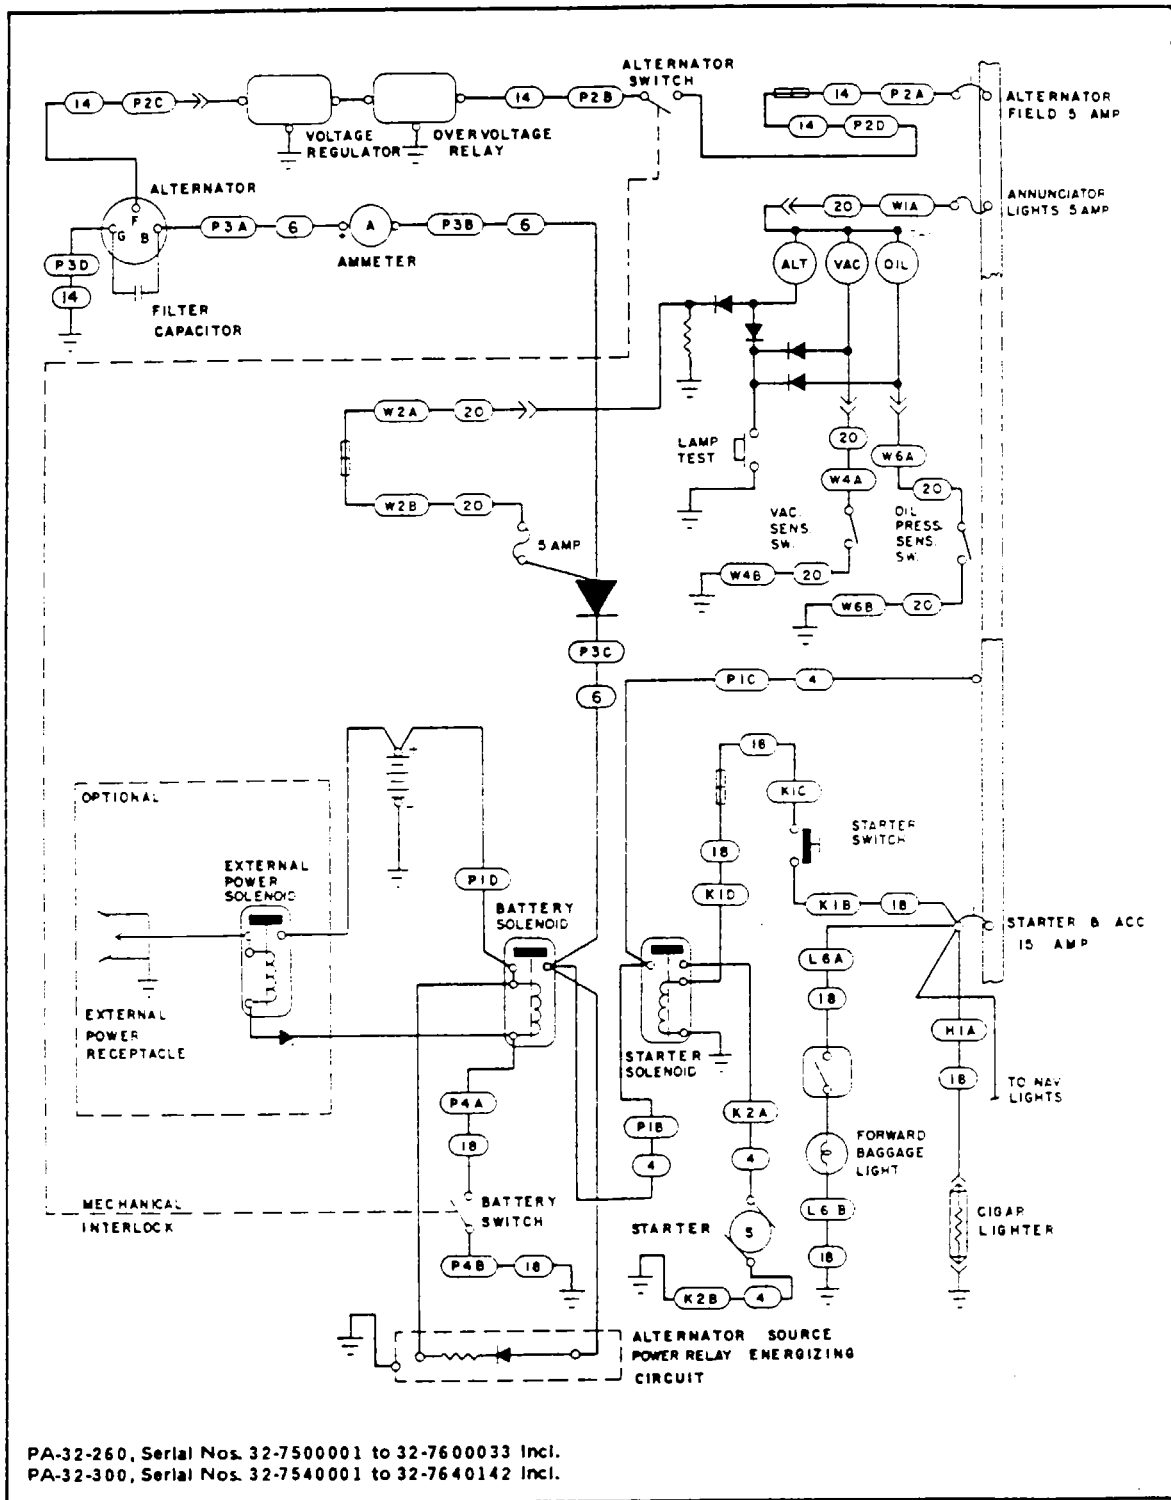 ALTERNATOR
SWITCH
14
P2C
14
P2B
14
P2A
ALTERNATOR
FIELD 5 AMP
14
P2D
VOLTAGE
REGULATOR
OVERVOLTAGE
RELAY
ALTERNATOR
F
G
B
P3A
6
A
P3B
6
AMMETER
20
W1A
ANNUNCIATOR
LIGHTS 5 AMP
ALT
VAC
OIL
P3D
14
FILTER
CAPACITOR
W2A
20
LAMP
TEST
20
W4A
W6A
20
W2B
20
5 AMP
VAC.
SENS.
SW.
OIL
PRESS.
SENS.
SW.
W4B
20
W6B
20
P3C
6
P1C
4
18
K1C
OPTIONAL
+
-
STARTER
SWITCH
18
K1D
EXTERNAL
POWER
SOLENOID
P1D
BATTERY
SOLENOID
K1B
18
STARTER & ACC
15 AMP
L6A
18
EXTERNAL
POWER
RECEPTACLE
STARTER
SOLENOID
H1A
18
TO NAV
LIGHTS
P4A
18
P1B
4
K2A
4
FORWARD
BAGGAGE
LIGHT
MECHANICAL
INTERLOCK
BATTERY
SWITCH
STARTER
S
L6B
18
CIGAR
LIGHTER
P4B
18
K2B
4
ALTERNATOR SOURCE
POWER RELAY ENERGIZING
CIRCUIT
PA-32-260, Serial Nos. 32-7500001 to 32-7600033 Incl.
PA-32-300, Serial Nos. 32-7540001 to 32-7640142 Incl.